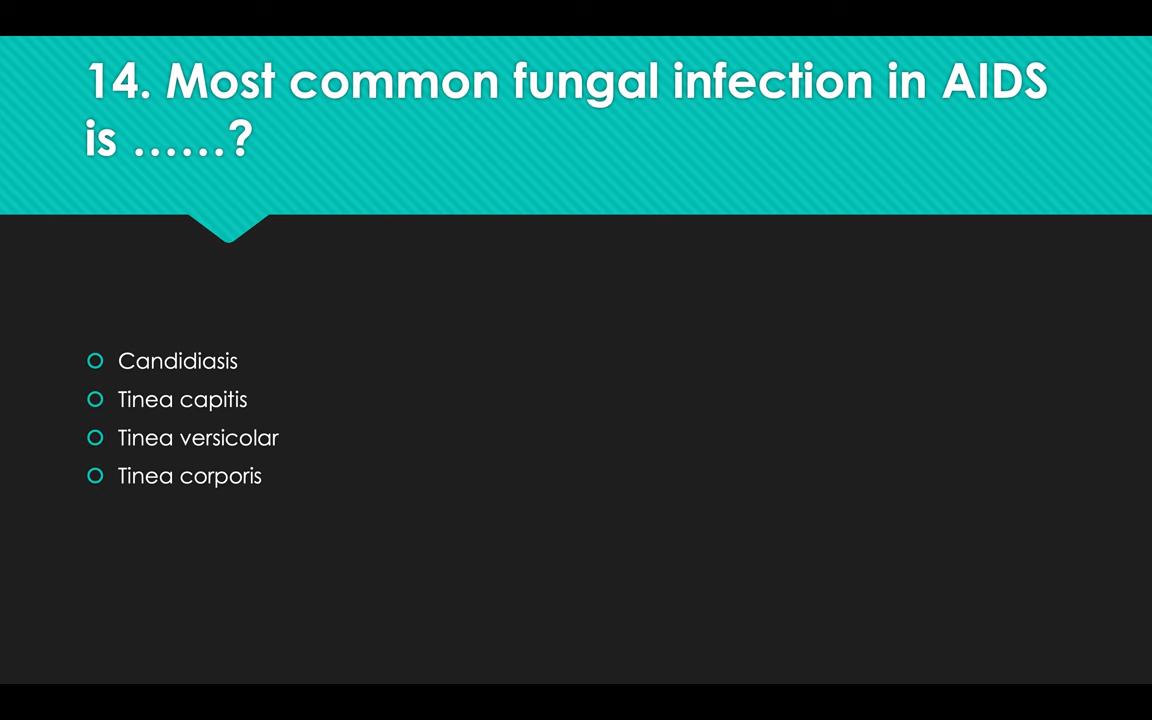 14. Most common fungal infection in AIDS
is ......?
Candidiasis
Tinea capitis
Tinea versicolar
Tinea corporis